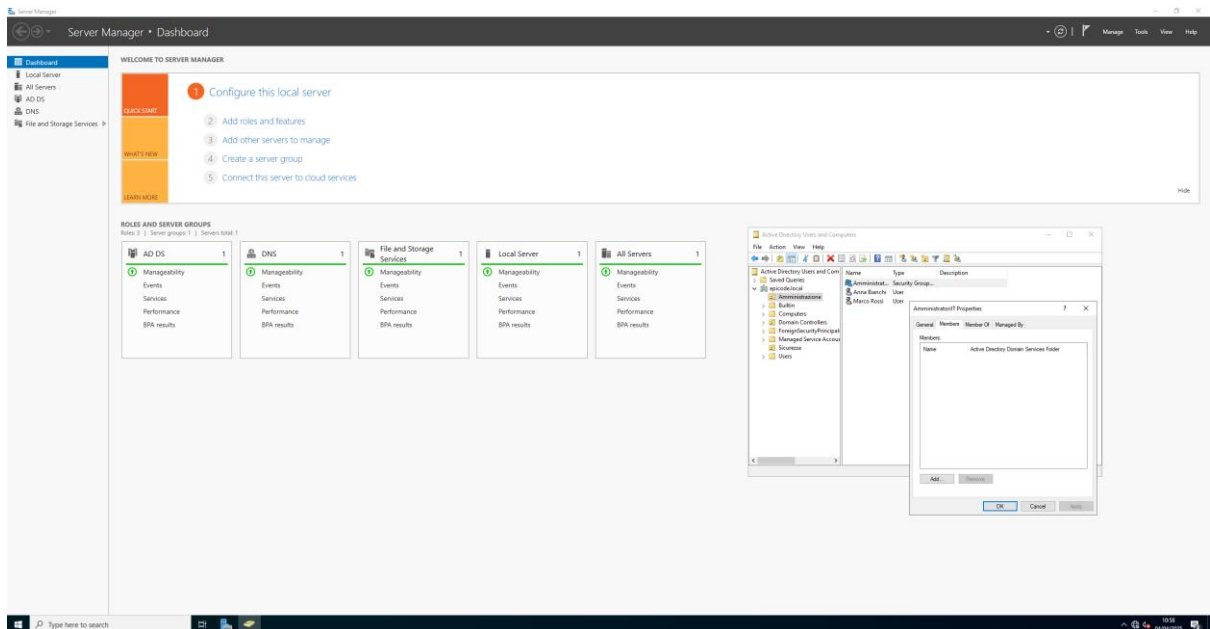 Server Manager
Server Manager • Dashboard
Manage Tools View Help
Dashboard
Local Server
All Servers
AD DS
DNS
File and Storage Services
WELCOME TO SERVER MANAGER
QUICK START
WHAT'S NEW
LEARN MORE
1 Configure this local server
2 Add roles and features
3 Add other servers to manage
4 Create a server group
5 Connect this server to cloud services
Hide
ROLES AND SERVER GROUPS
Roles: 3 | Server groups: 1 | Servers total: 1
AD DS 1
Manageability
Events
Services
Performance
BPA results
DNS 1
Manageability
Events
Services
Performance
BPA results
File and Storage Services 1
Manageability
Events
Services
Performance
BPA results
Local Server 1
Manageability
Events
Services
Performance
BPA results
All Servers 1
Manageability
Events
Services
Performance
BPA results
Active Directory Users and Computers
File Action View Help
Active Directory Users and Com
Saved Queries
epicode.local
Amministrazione
Builtin
Computers
Domain Controllers
ForeignSecurityPrincipal
Managed Service Accoun
Sicurezza
Users
Name Type Description
Amministrat... Security Group...
Anna Bianchi User
Marco Rossi User
AmministratoriIT Properties ? X
General Members Member Of Managed By
Members:
Name Active Directory Domain Services Folder
Add... Remove
OK Cancel Apply
Type here to search
10:58
04/04/2025